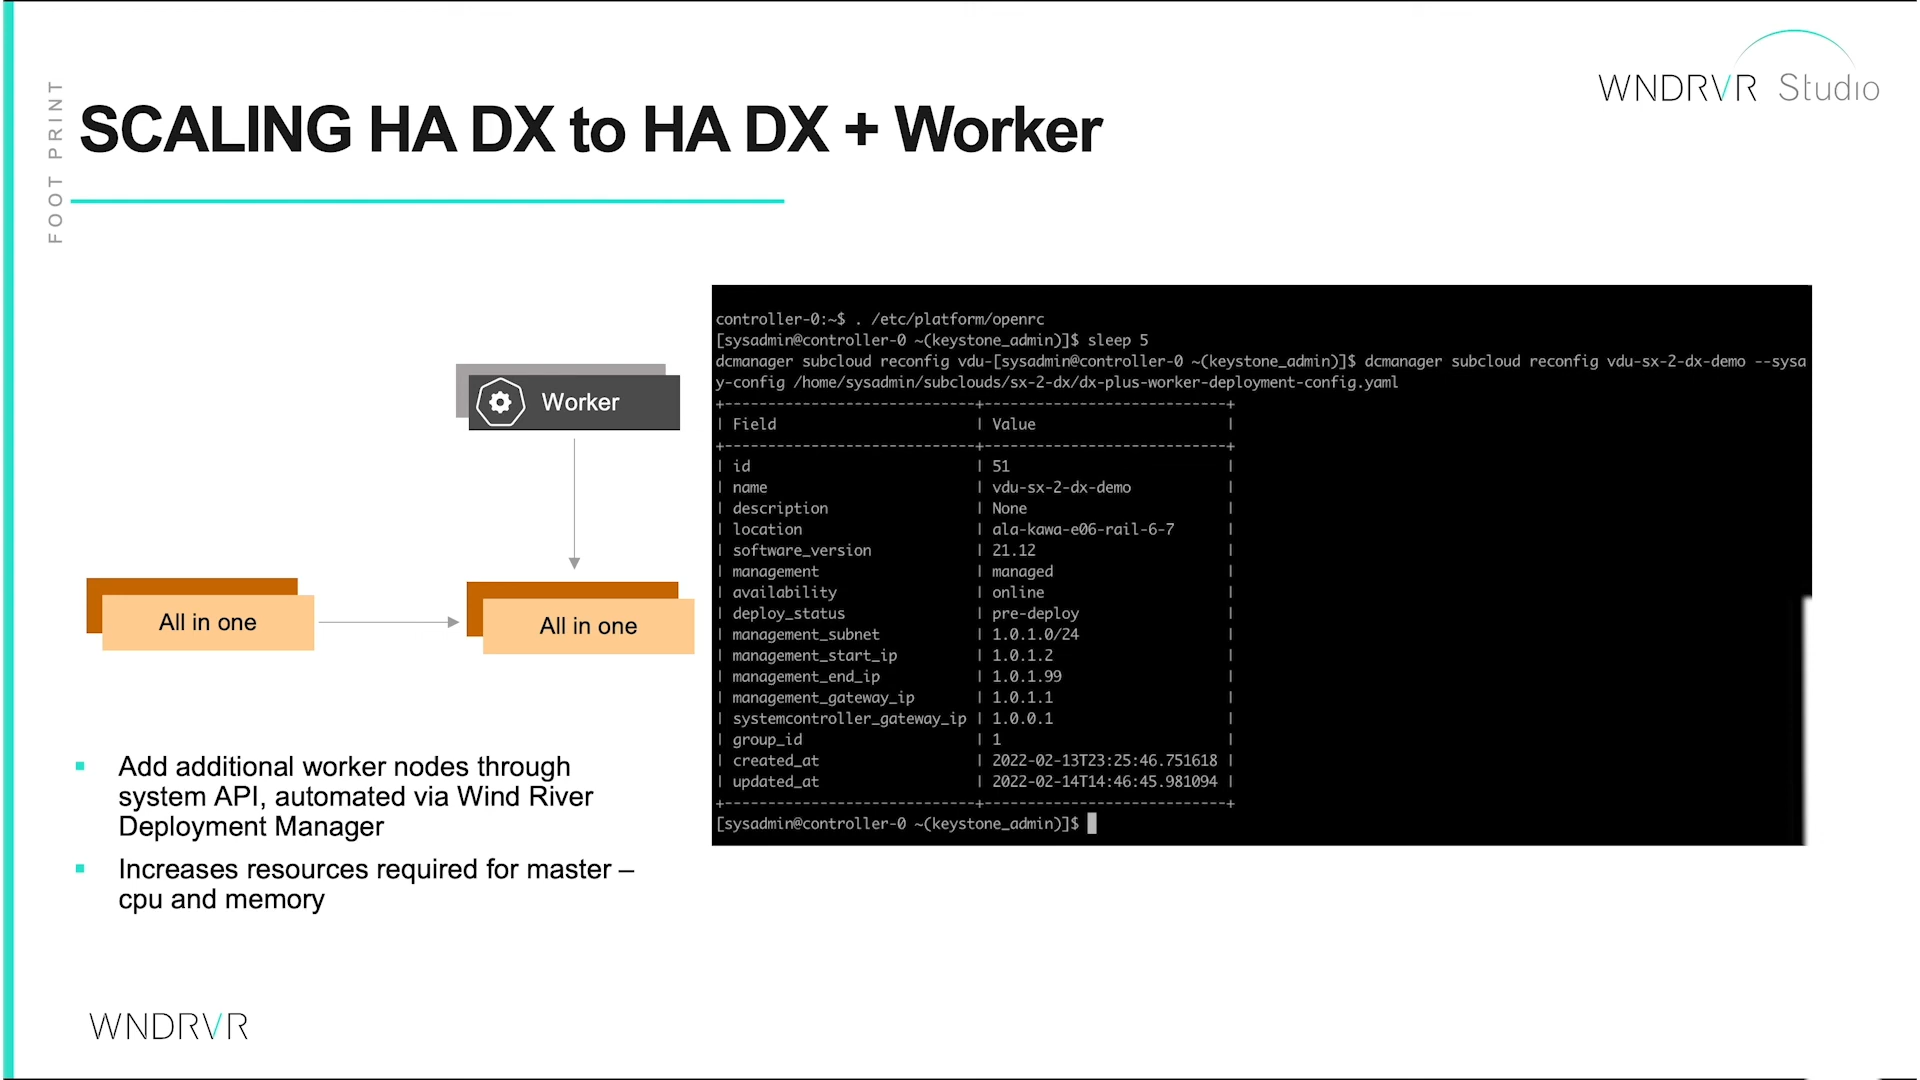 WNDRVR Studio
FOOT PRINT
SCALING HA DX to HA DX + Worker
Worker
All in one
All in one
Add additional worker nodes through
system API, automated via Wind River
Deployment Manager
Increases resources required for master –
cpu and memory
controller-0:~$ . /etc/platform/openrc
[sysadmin@controller-0 ~(keystone_admin)]$ sleep 5
dcmanager subcloud reconfig vdu-[sysadmin@controller-0 ~(keystone_admin)]$ dcmanager subcloud reconfig vdu-sx-2-dx-demo --sysa
y-config /home/sysadmin/subclouds/sx-2-dx/dx-plus-worker-deployment-config.yaml
+-----------------------------+-----------------------------+
| Field | Value |
+-----------------------------+-----------------------------+
| id | 51 |
| name | vdu-sx-2-dx-demo |
| description | None |
| location | ala-kawa-e06-rail-6-7 |
| software_version | 21.12 |
| management | managed |
| availability | online |
| deploy_status | pre-deploy |
| management_subnet | 1.0.1.0/24 |
| management_start_ip | 1.0.1.2 |
| management_end_ip | 1.0.1.99 |
| management_gateway_ip | 1.0.1.1 |
| systemcontroller_gateway_ip | 1.0.0.1 |
| group_id | 1 |
| created_at | 2022-02-13T23:25:46.751618 |
| updated_at | 2022-02-14T14:46:45.981094 |
+-----------------------------+-----------------------------+
[sysadmin@controller-0 ~(keystone_admin)]$
WNDRVR